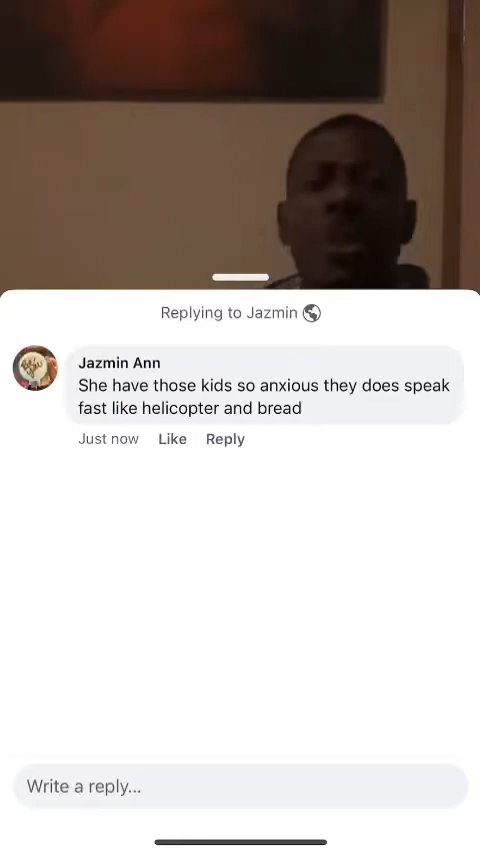 Replying to Jazmin
Jazmin Ann
She have those kids so anxious they does speak
fast like helicopter and bread
Just now Like Reply
Write a reply...